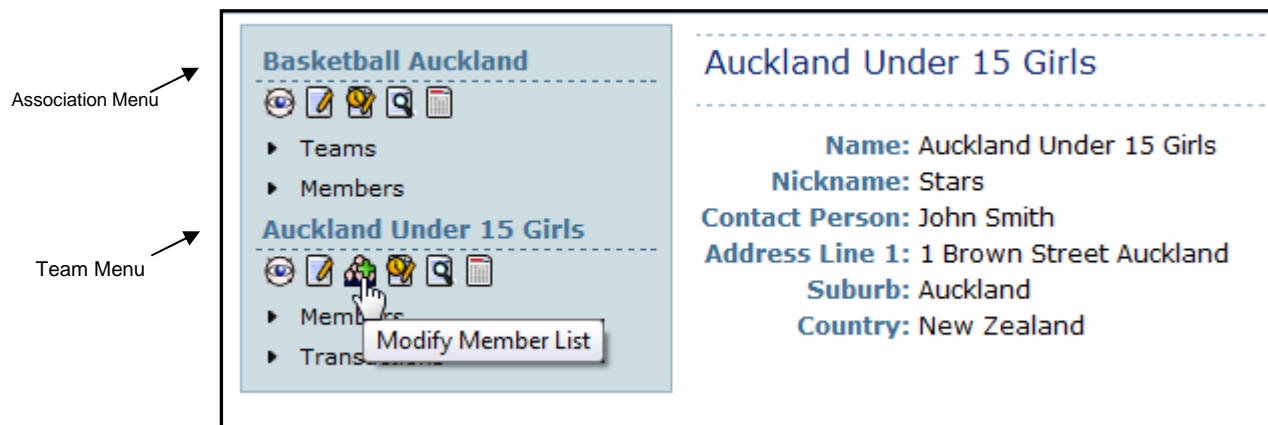 Association Menu
Team Menu
Basketball Auckland
Teams
Members
Auckland Under 15 Girls
Members
Modify Member List
Transactions
Auckland Under 15 Girls
Name: Auckland Under 15 Girls
Nickname: Stars
Contact Person: John Smith
Address Line 1: 1 Brown Street Auckland
Suburb: Auckland
Country: New Zealand